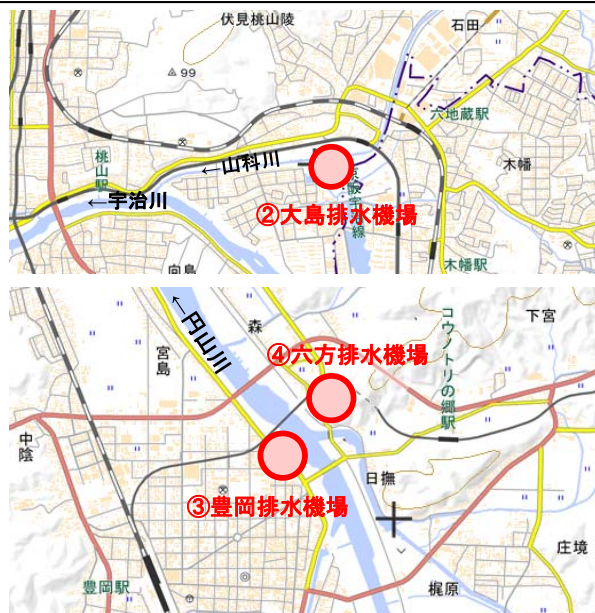 伏見桃山陵
石田
99
六地蔵駅
桃山駅
←山科川
木幡
←宇治川
②大島排水機場
京阪宇治線
向島
木幡駅
←円山川
森
下宮
コウノトリの郷駅
④六方排水機場
宮島
中陰
日撫
③豊岡排水機場
庄境
豊岡駅
梶原